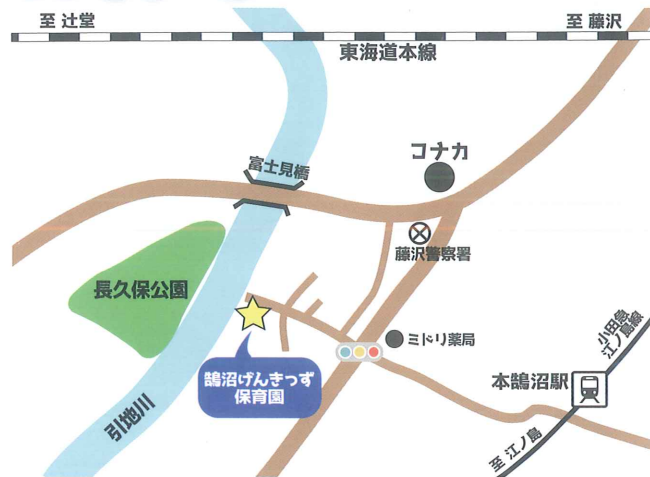 至 辻堂
至 藤沢
東海道本線
富士見橋
コナカ
藤沢警察署
長久保公園
ミドリ薬局
小田急
江ノ島線
鵠沼げんきっず
保育園
本鵠沼駅
引地川
至 江ノ島